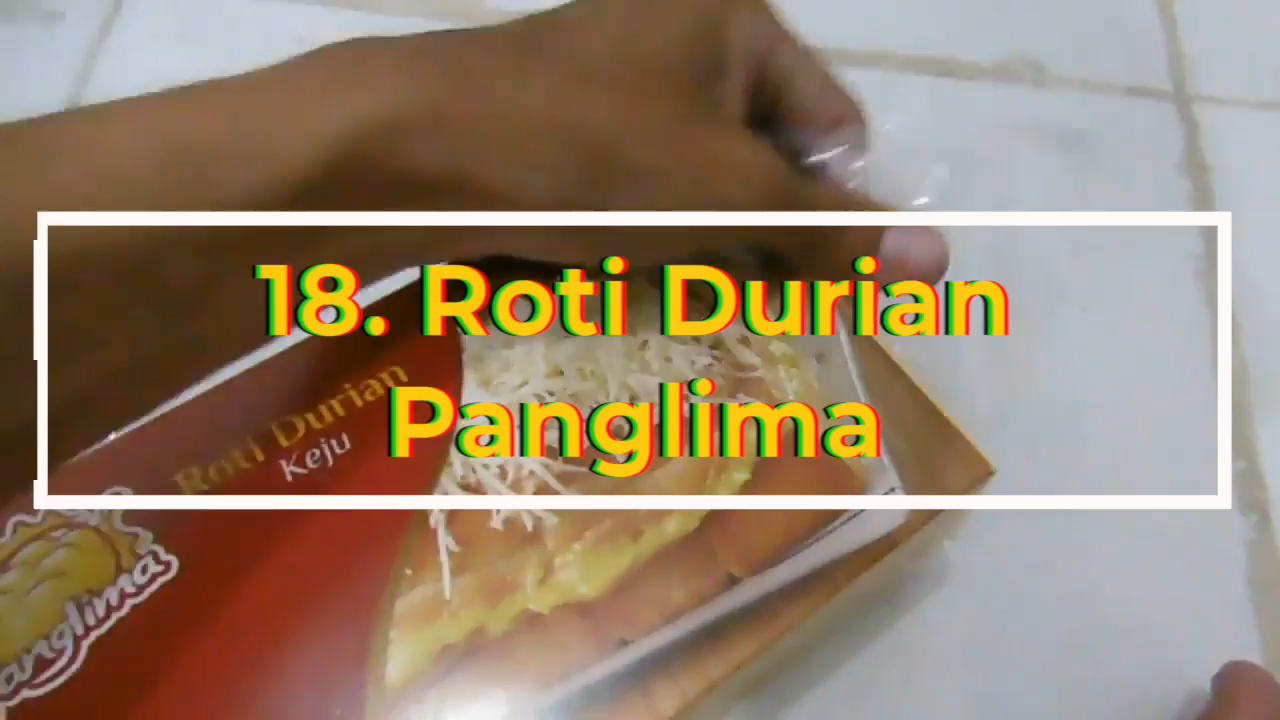 18. Roti Durian
Panglima
Roti Durian
Keju
anglima